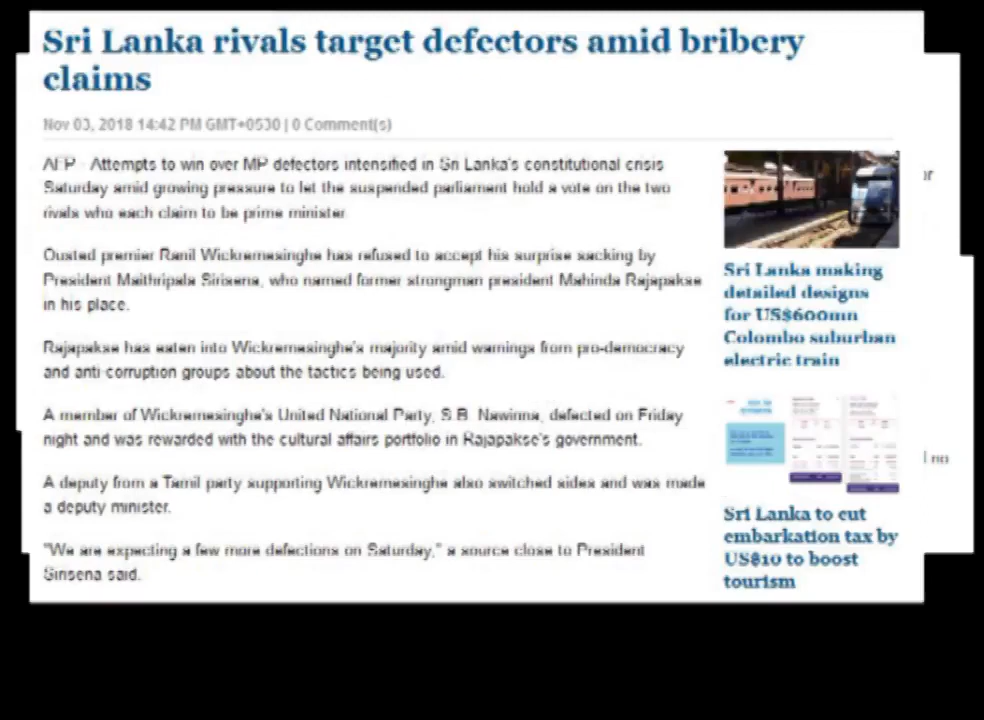 Sri Lanka rivals target defectors amid bribery
claims
Nov 03, 2018 14:42 PM GMT+0530 | 0 Comment(s)
AFP - Attempts to win over MP defectors intensified in Sri Lanka's constitutional crisis
Saturday amid growing pressure to let the suspended parliament hold a vote on the two
rivals who each claim to be prime minister.
Ousted premier Ranil Wickremesinghe has refused to accept his surprise sacking by
President Maithripala Sirisena, who named former strongman president Mahinda Rajapakse
in his place.
Rajapakse has eaten into Wickremesinghe's majority amid warnings from pro-democracy
and anti-corruption groups about the tactics being used.
A member of Wickremesinghe's United National Party, S.B. Nawinna, defected on Friday
night and was rewarded with the cultural affairs portfolio in Rajapakse's government.
A deputy from a Tamil party supporting Wickremesinghe also switched sides and was made
a deputy minister.
"We are expecting a few more defections on Saturday," a source close to President
Sirisena said.
Sri Lanka making
detailed designs
for US$600mn
Colombo suburban
electric train
Sri Lanka to cut
embarkation tax by
US$10 to boost
tourism
or
no